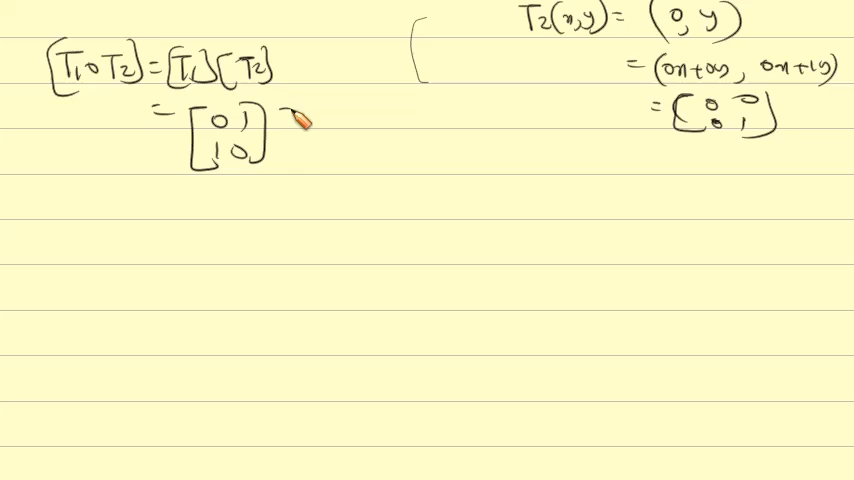 T2(x,y) = (0, y)
= (0x+0y, 0x+1y)
= [0 0
0 1]
[T1 o T2] = [T1] [T2]
= [0 1
1 0]